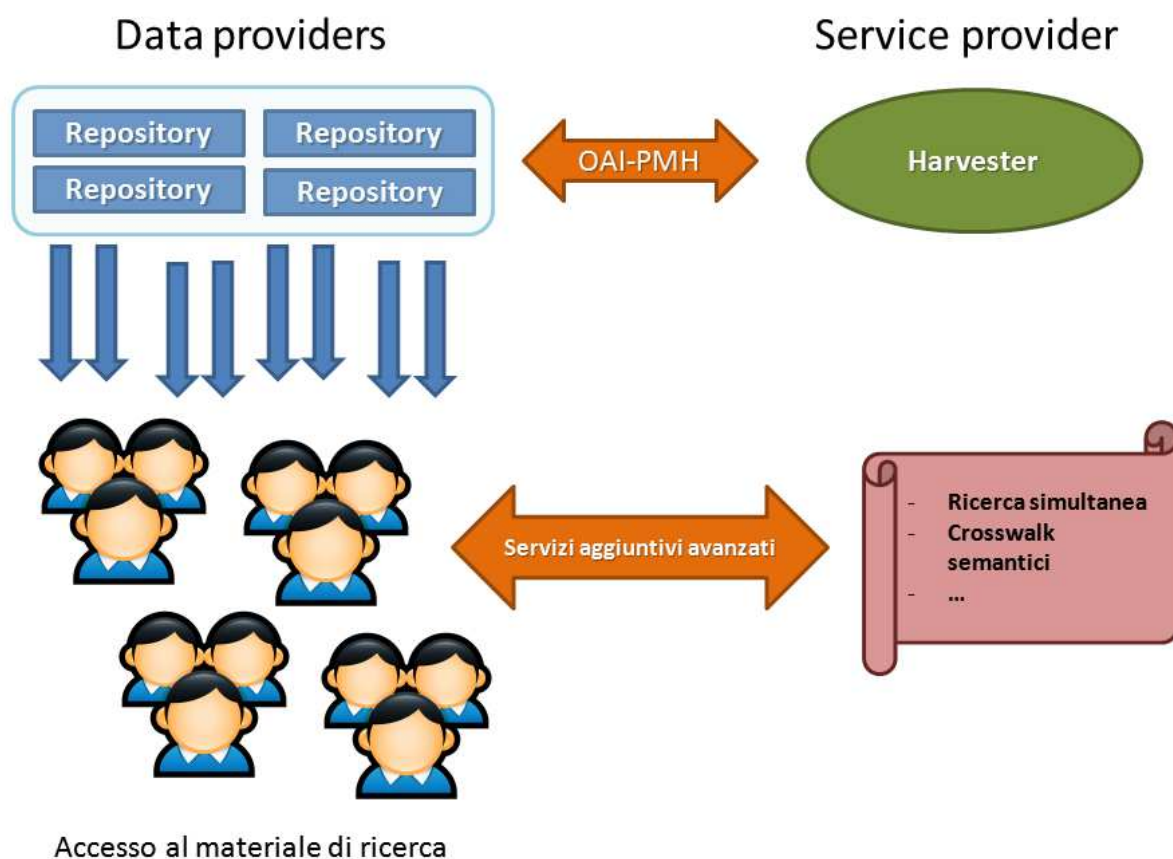 Data providers
Service provider
Repository
Repository
Repository
Repository
OAI-PMH
Harvester
Servizi aggiuntivi avanzati
- Ricerca simultanea
- Crosswalk
semantici
- ...
Accesso al materiale di ricerca